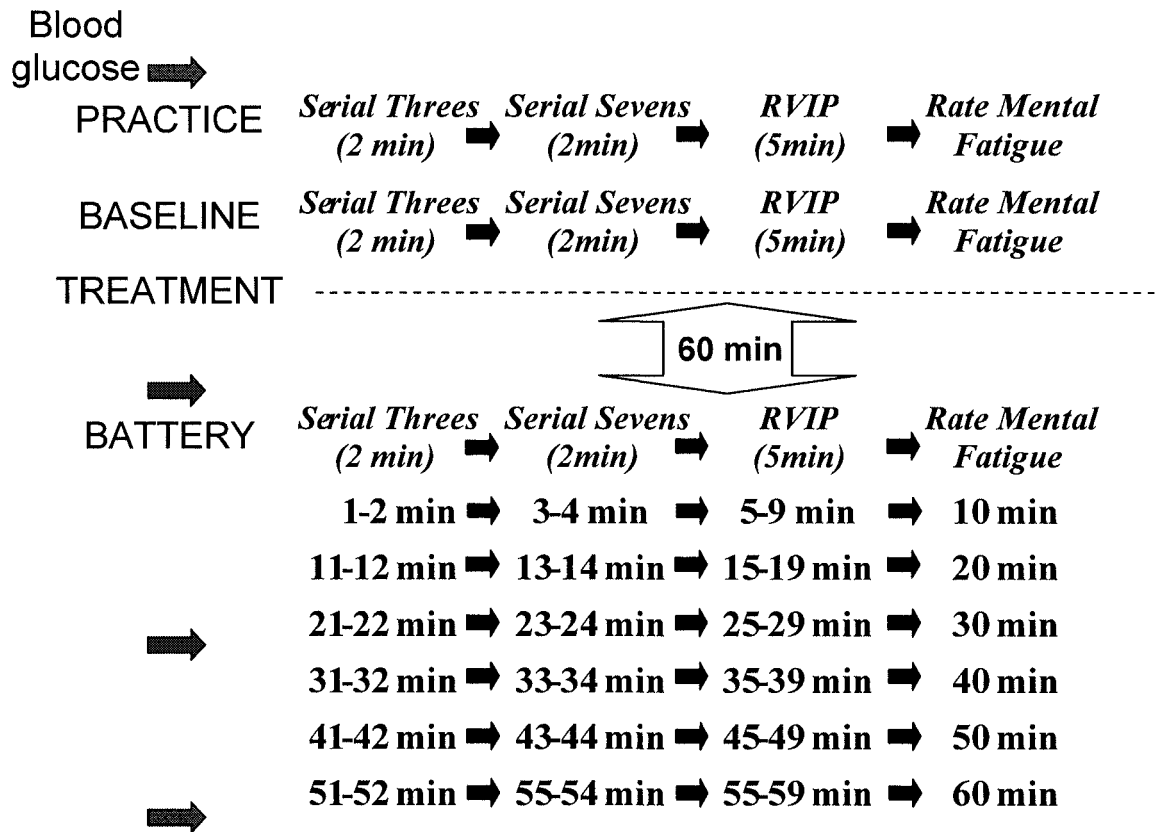 Blood
glucose
PRACTICE Serial Threes Serial Sevens RVIP Rate Mental
(2 min) (2min) (5min) Fatigue
BASELINE Serial Threes Serial Sevens RVIP Rate Mental
(2 min) (2min) (5min) Fatigue
TREATMENT
60 min
BATTERY Serial Threes Serial Sevens RVIP Rate Mental
(2 min) (2min) (5min) Fatigue
1-2 min 3-4 min 5-9 min 10 min
11-12 min 13-14 min 15-19 min 20 min
21-22 min 23-24 min 25-29 min 30 min
31-32 min 33-34 min 35-39 min 40 min
41-42 min 43-44 min 45-49 min 50 min
51-52 min 55-54 min 55-59 min 60 min